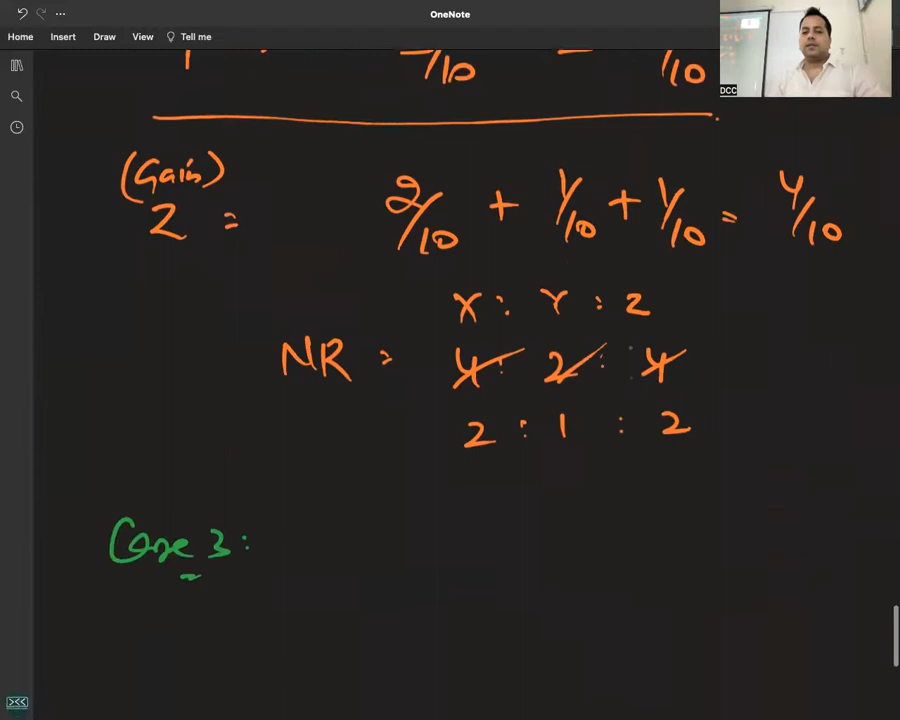 OneNote
Home Insert Draw View Tell me
/10 /10
DCC
(Gain)
Z = 2/10 + 1/10 + 1/10 = 4/10
X : Y : Z
NR = 4 : 2 : 4
2 : 1 : 2
Case 3 :